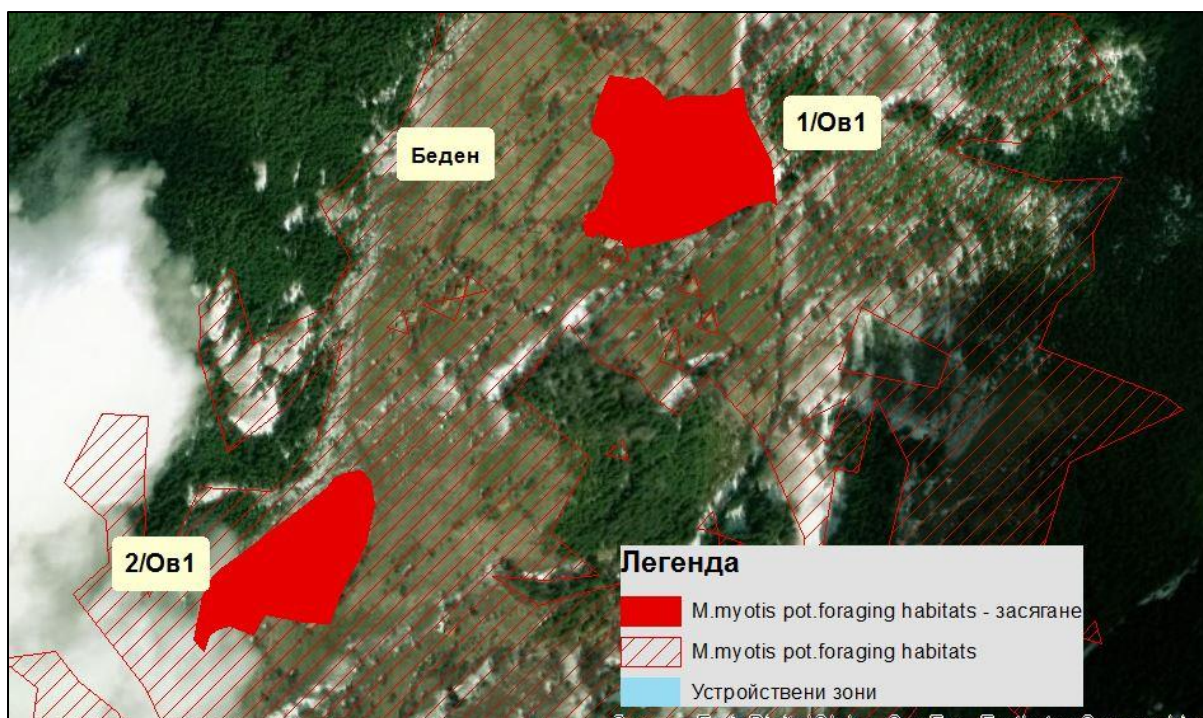 1/Ов1
Беден
2/Ов1
Легенда
M.myotis pot.foraging habitats - засягане
M.myotis pot.foraging habitats
Устройствени зони